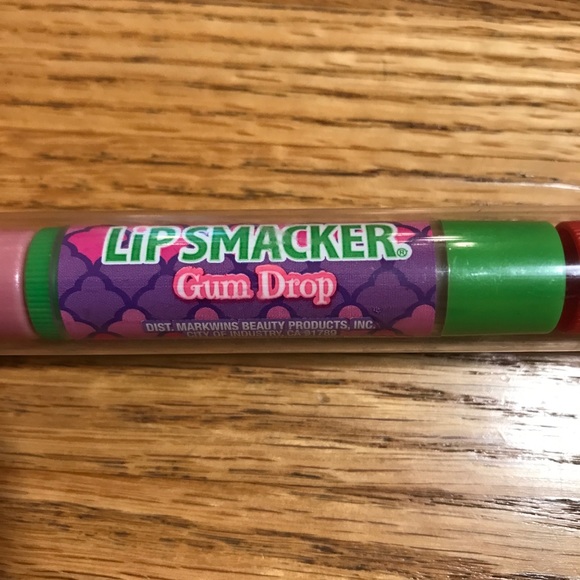 LiP SMACKER®
Gum Drop
DIST. MARKWINS BEAUTY PRODUCTS, INC.
CITY OF INDUSTRY, CA 91789